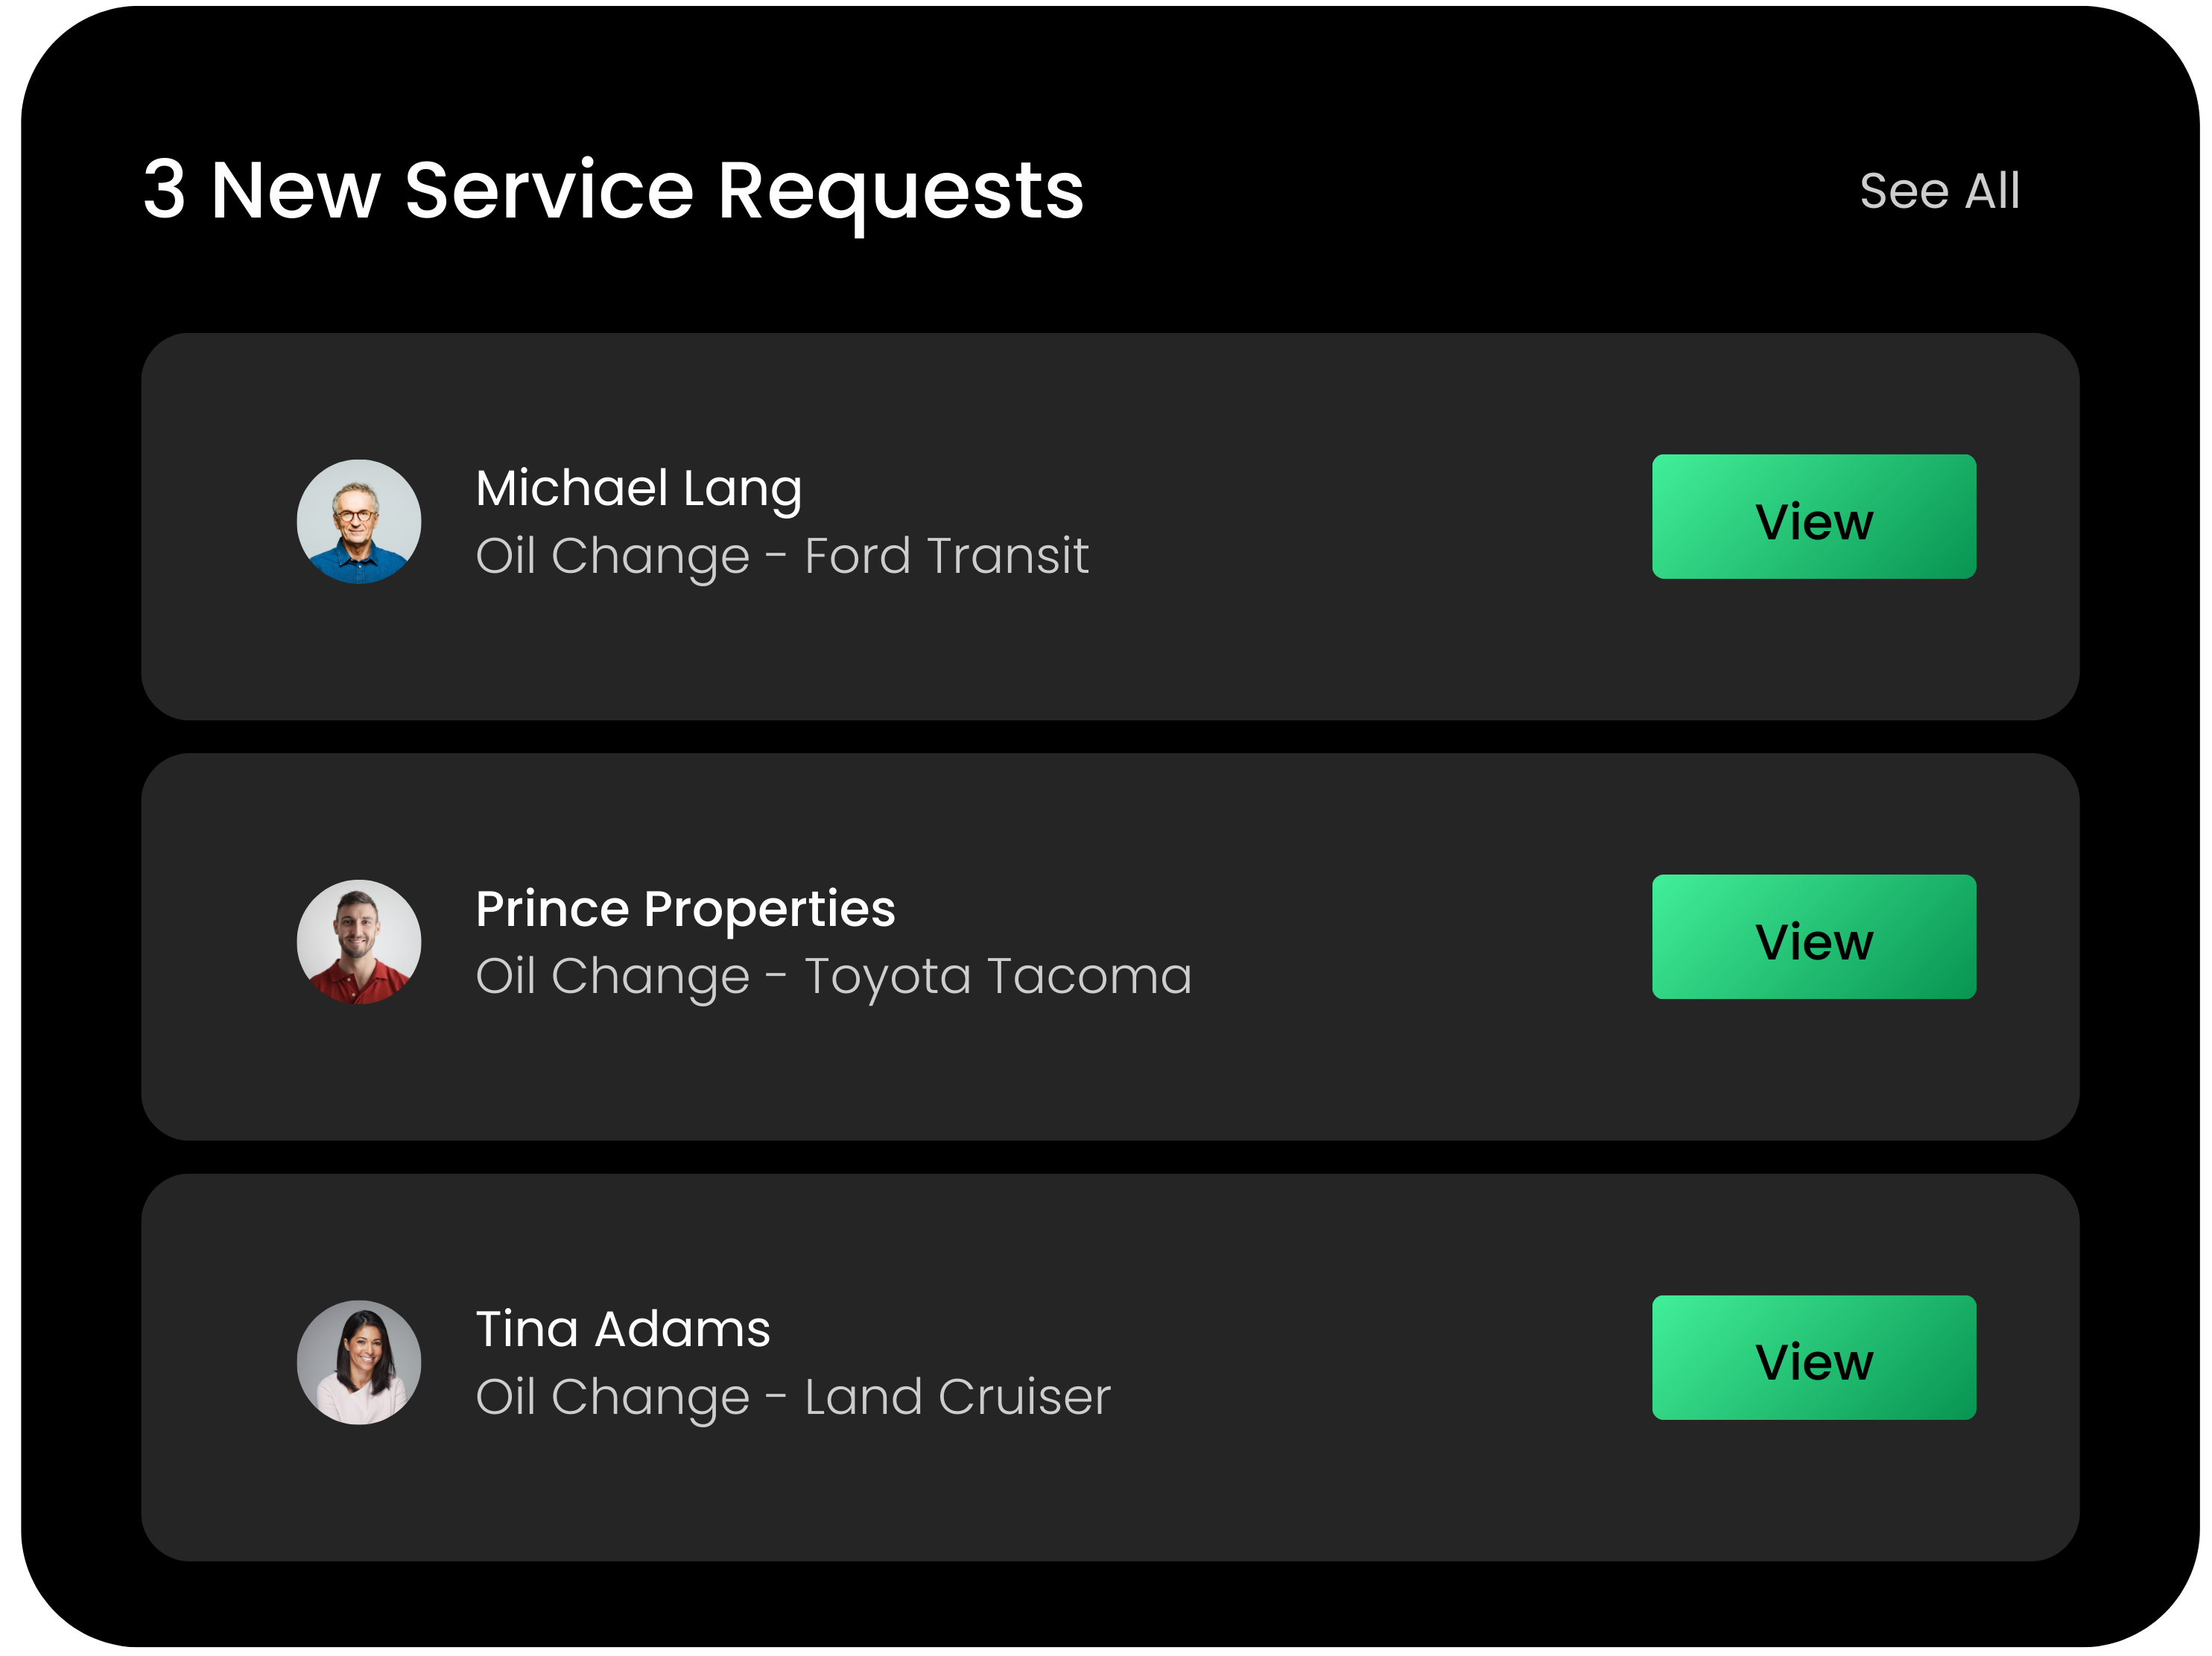 3 New Service Requests
See All
Michael Lang
Oil Change - Ford Transit
View
Prince Properties
Oil Change - Toyota Tacoma
View
Tina Adams
Oil Change - Land Cruiser
View